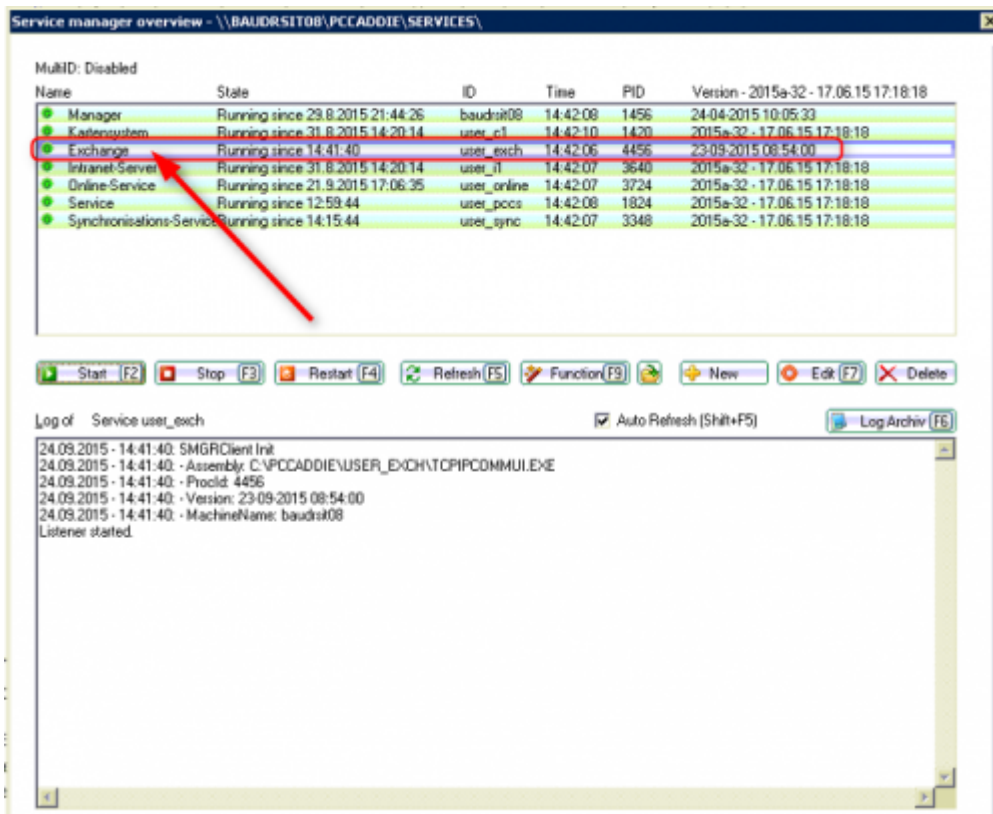 Service manager overview - \\BAUDRSIT08\PCCADDIE\SERVICES\
MultiID: Disabled
Name State ID Time PID Version - 2015a-32 - 17.06.15 17:18:18
Manager Running since 29.8.2015 21:44:26 baudrsit08 14:42:08 1456 24-04-2015 10:05:33
Kartensystem Running since 31.8.2015 14:20:14 user_c1 14:42:10 1420 2015a-32 - 17.06.15 17:18:18
Exchange Running since 14:41:40 user_exch 14:42:06 4456 23-09-2015 08:54:00
Intranet-Server Running since 31.8.2015 14:20:14 user_i1 14:42:07 3640 2015a-32 - 17.06.15 17:18:18
Online-Service Running since 21.9.2015 17:06:35 user_online 14:42:07 3724 2015a-32 - 17.06.15 17:18:18
Service Running since 12:59:44 user_pccs 14:42:08 1824 2015a-32 - 17.06.15 17:18:18
Synchronisations-Service Running since 14:15:44 user_sync 14:42:07 3348 2015a-32 - 17.06.15 17:18:18
Start F2 Stop F3 Restart F4 Refresh F5 Function F9 New Edit F7 Delete
Log of Service user_exch Auto Refresh (Shift+F5) Log Archiv F6
24.09.2015 - 14:41:40: SMGRClient Init
24.09.2015 - 14:41:40: - Assembly: C:\PCCADDIE\USER_EXCH\TCPIPCOMMUI.EXE
24.09.2015 - 14:41:40: - ProcId: 4456
24.09.2015 - 14:41:40: - Version: 23-09-2015 08:54:00
24.09.2015 - 14:41:40: - MachineName: baudrsit08
Listener started.